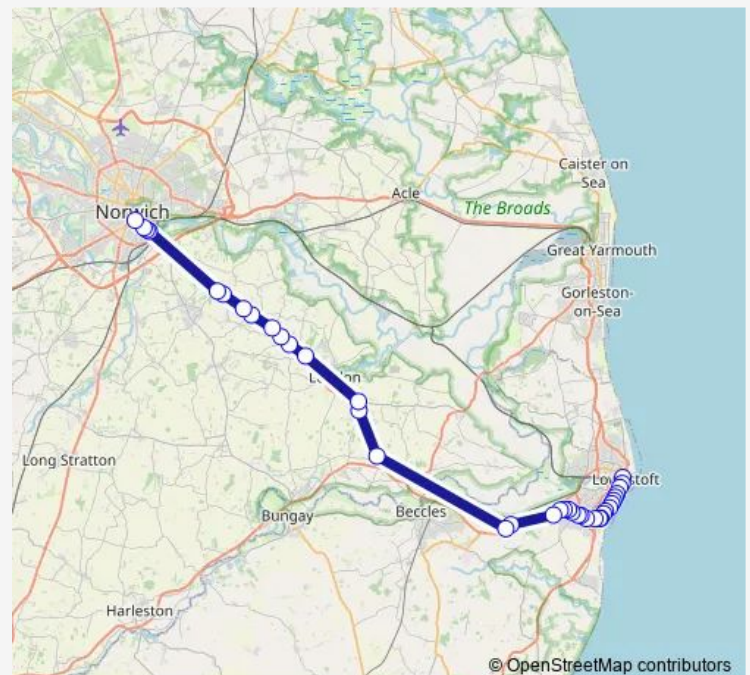 Caister on
Sea
Acle
The Broads
Norwich
Great Yarmouth
Gorleston-
on-Sea
Long Stratton
Bungay
Beccles
Harleston
© OpenStreetMap contributors